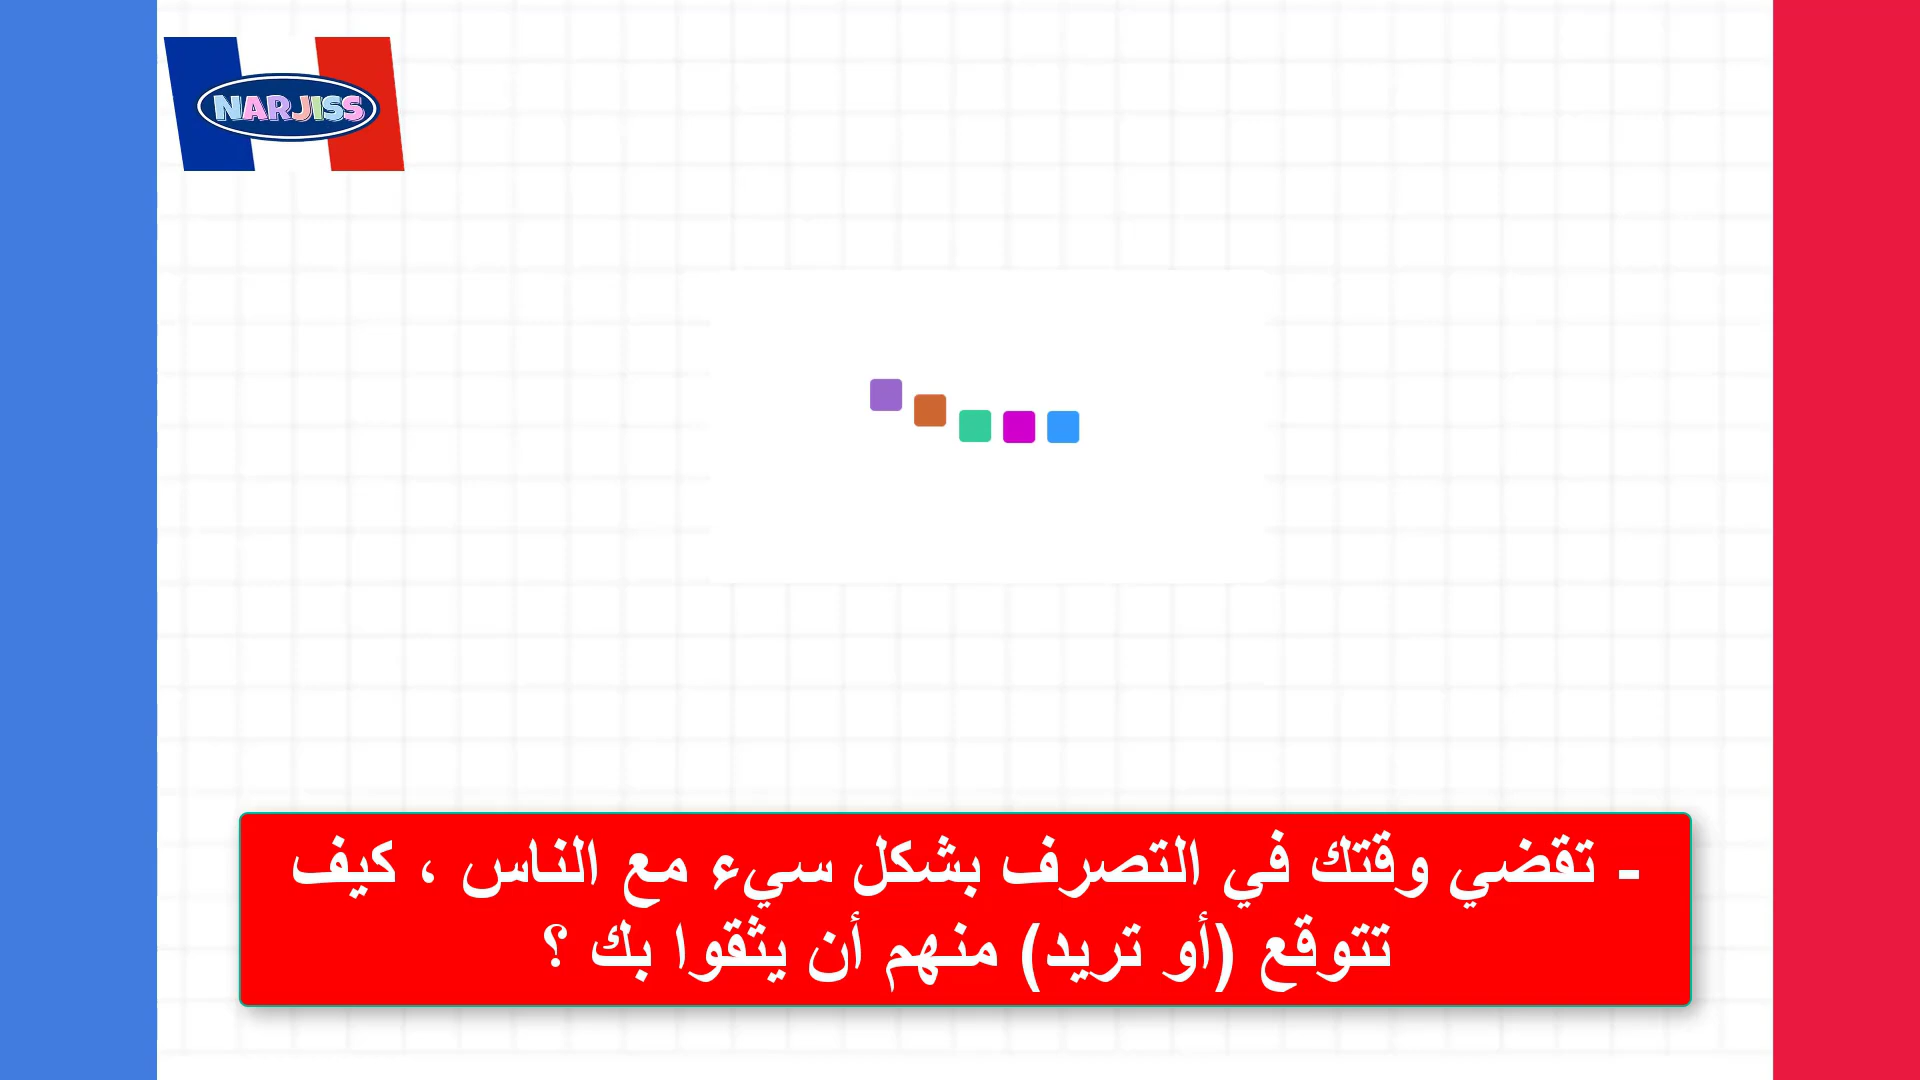 NARJISS
- تقضي وقتك في التصرف بشكل سيء مع الناس ، كيف
تتوقع (أو تريد) منهم أن يثقوا بك ؟